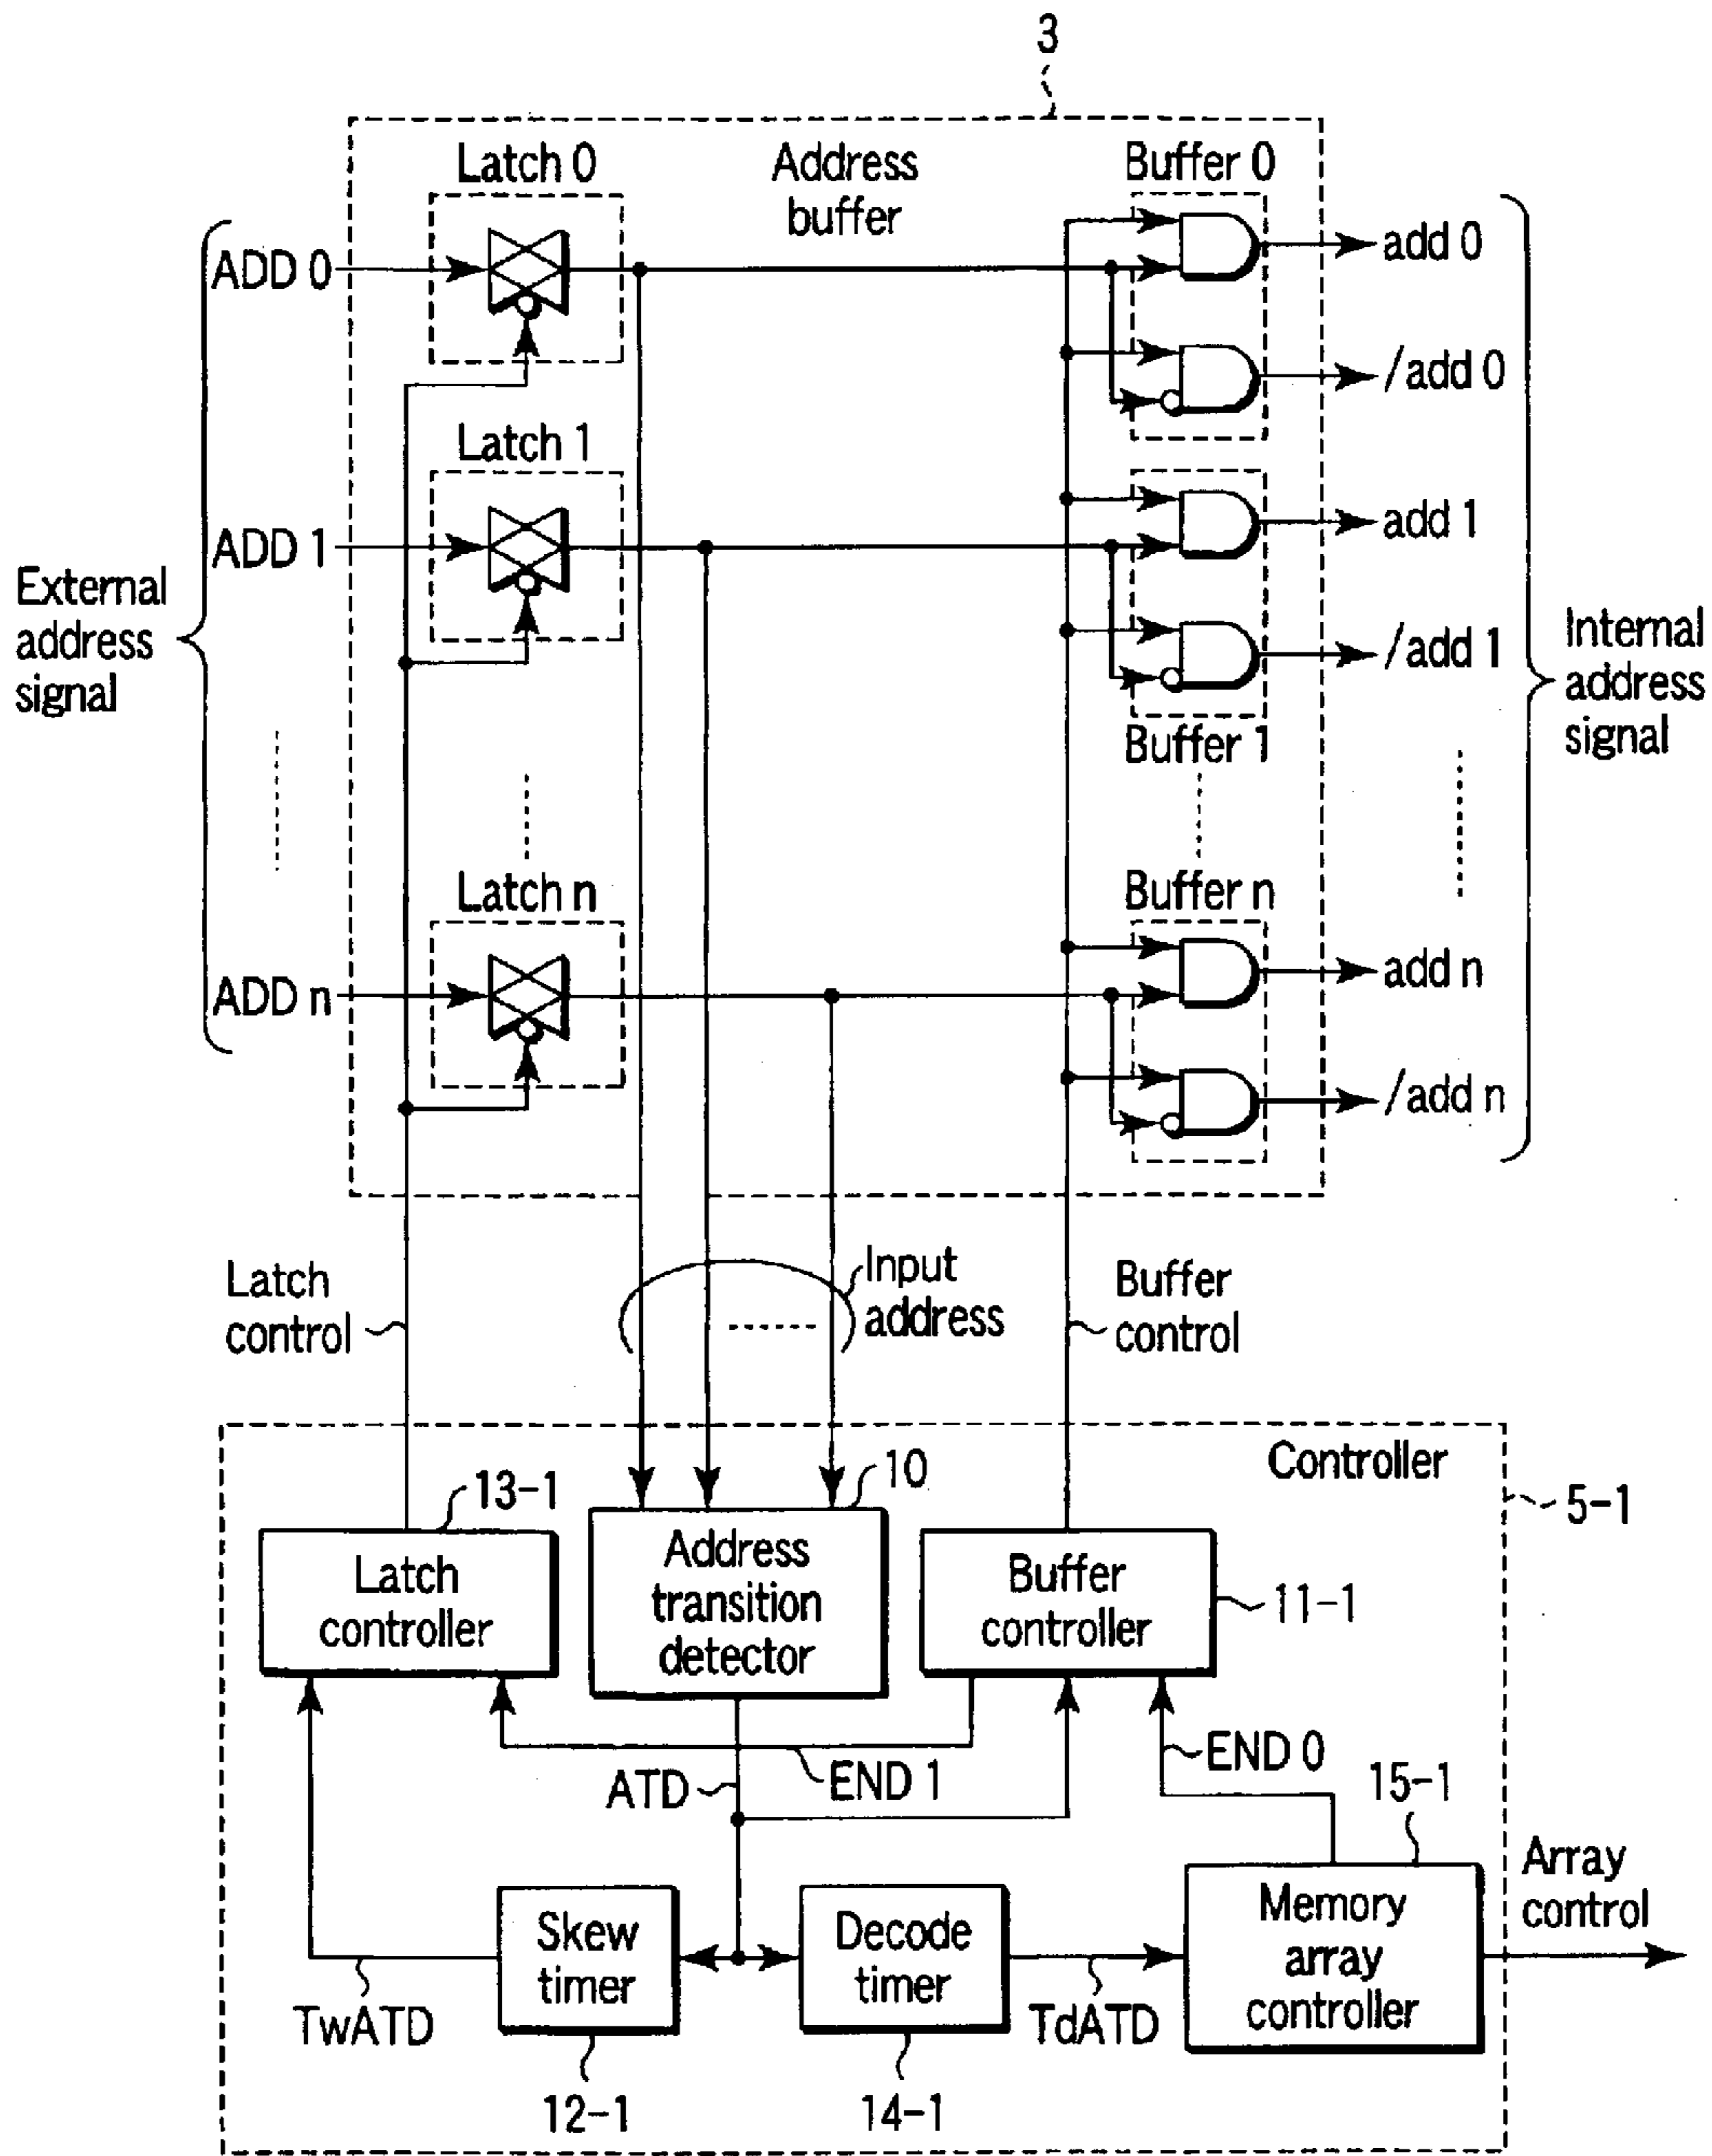 3
Latch 0
Address
buffer
Buffer 0
ADD 0
add 0
/add 0
Latch 1
ADD 1
add 1
External
address
signal
/add 1
Internal
address
signal
Buffer 1
Latch n
Buffer n
ADD n
add n
/add n
Latch
control
Input
address
Buffer
control
Controller
5-1
13-1
10
Latch
controller
Address
transition
detector
Buffer
controller
11-1
ATD
END 1
END 0
15-1
Array
control
Skew
timer
Decode
timer
Memory
array
controller
TwATD
TdATD
12-1
14-1